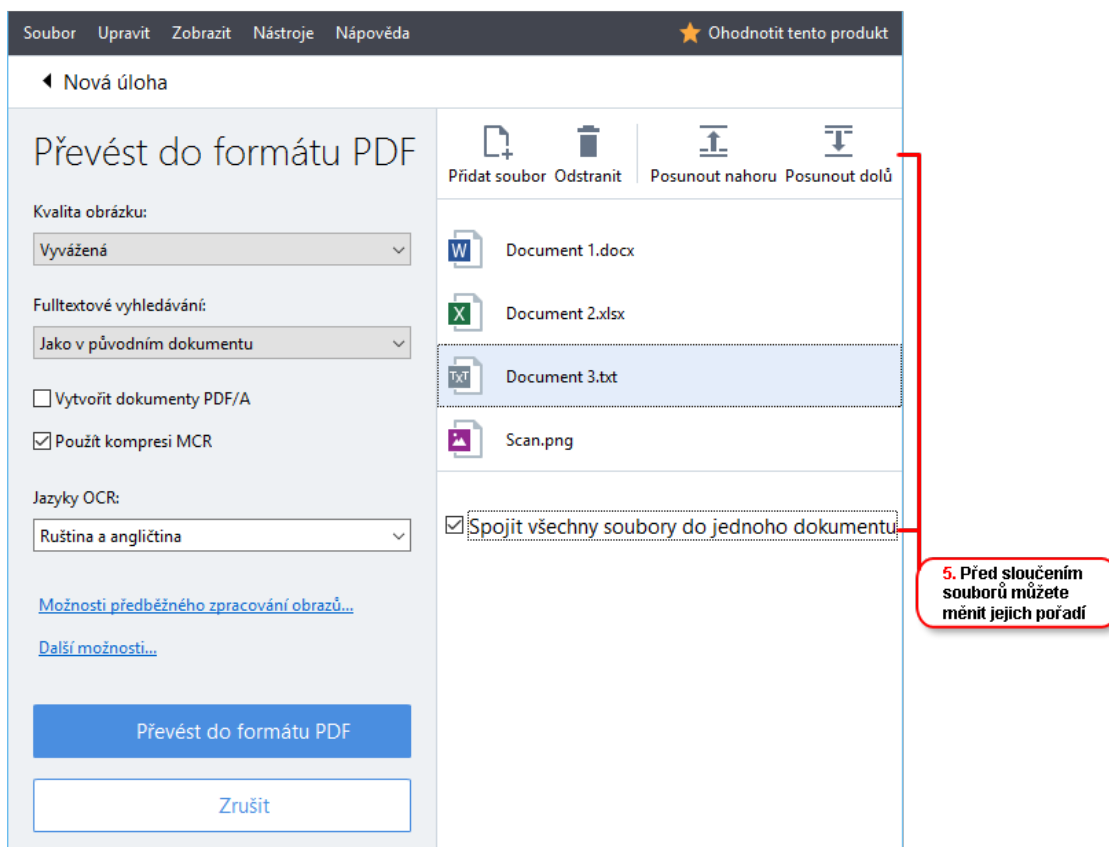 Soubor Upravit Zobrazit Nástroje Nápověda Ohodnotit tento produkt
Nová úloha
Převést do formátu PDF
Kvalita obrázku:
Vyvážená
Fulltextové vyhledávání:
Jako v původním dokumentu
Vytvořit dokumenty PDF/A
Použít kompresi MCR
Jazyky OCR:
Ruština a angličtina
Možnosti předběžného zpracování obrazů...
Další možnosti...
Převést do formátu PDF
Zrušit
Přidat soubor Odstranit Posunout nahoru Posunout dolů
W Document 1.docx
X Document 2.xlsx
TXT Document 3.txt
Scan.png
Spojit všechny soubory do jednoho dokumentu
5. Před sloučením
souborů můžete
měnit jejich pořadí